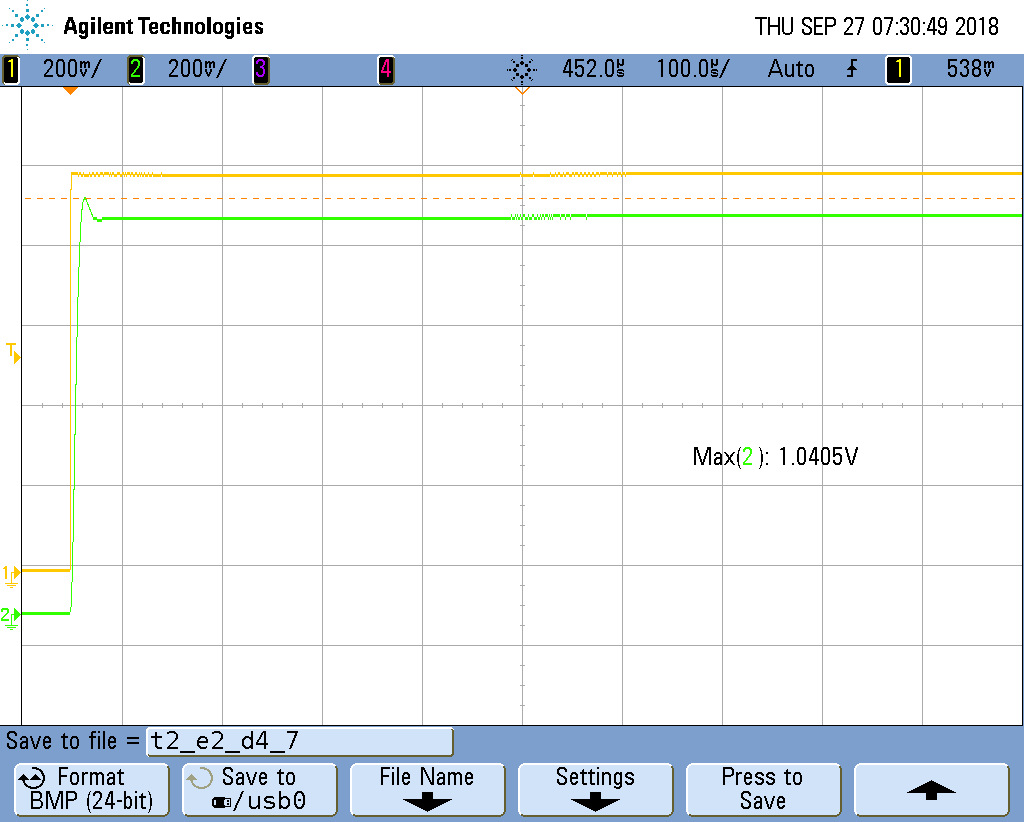 Agilent Technologies THU SEP 27 07:30:49 2018
1 200mV/ 2 200mV/ 3 4 452.0µs 100.0µs/ Auto 1 538mV
T
Max(2): 1.0405V
1
2
Save to file = t2_e2_d4_7
Format Save to File Name Settings Press to
BMP (24-bit) /usb0 Save